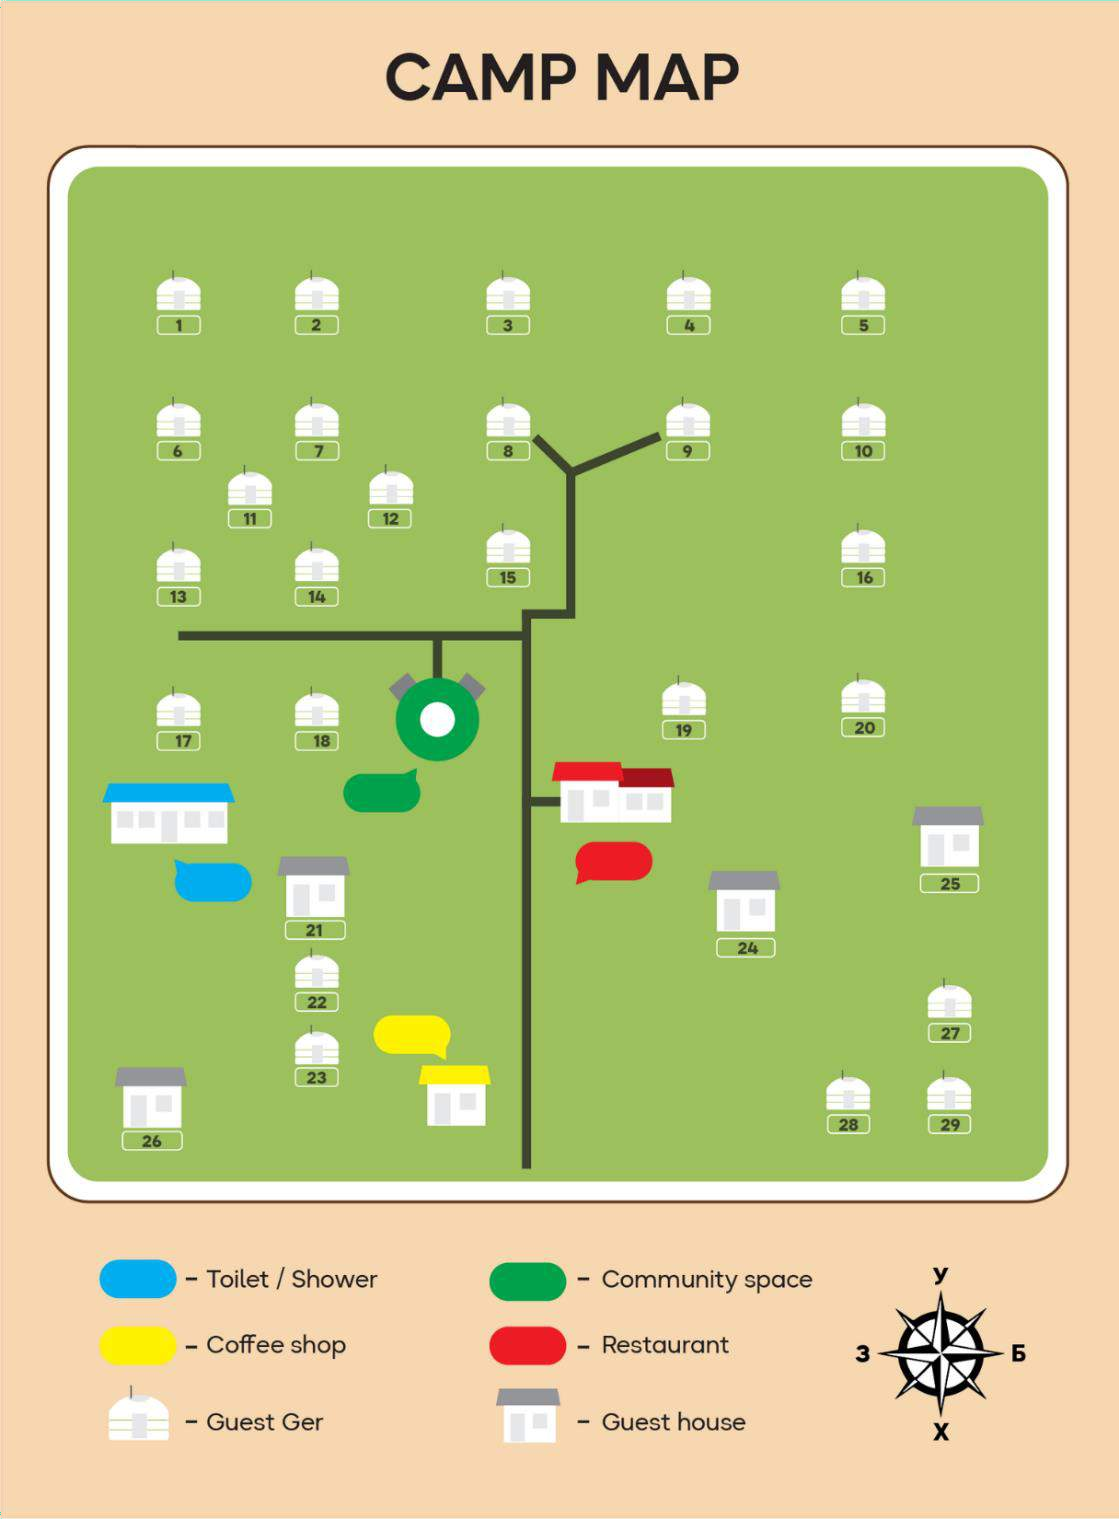 CAMP MAP
1
2
3
4
5
6
7
8
9
10
11
12
13
14
15
16
17
18
19
20
21
22
23
24
25
26
27
28
29
- Toilet / Shower
- Community space
- Coffee shop
- Restaurant
- Guest Ger
- Guest house
У
З
Б
Х